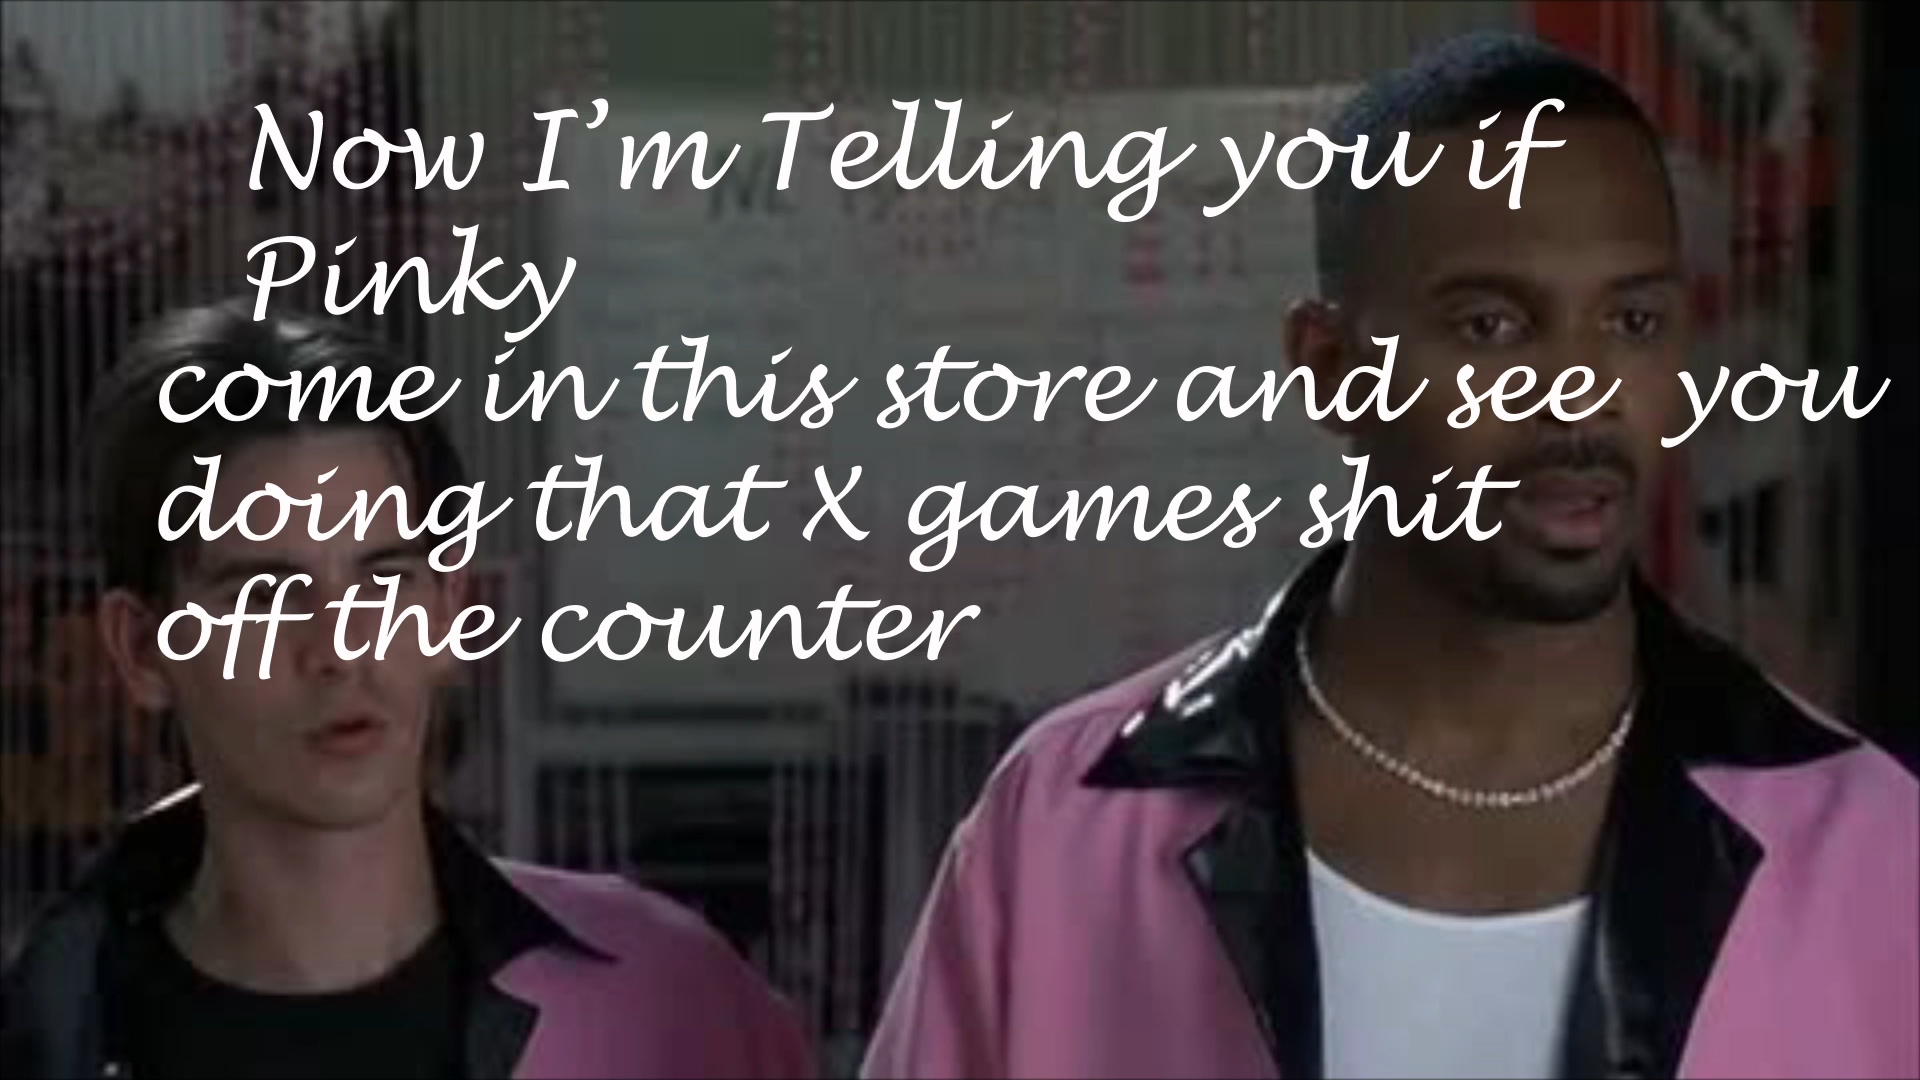 Now I'm Telling you if
Pinky
come in this store and see you
doing that X games shit
off the counter